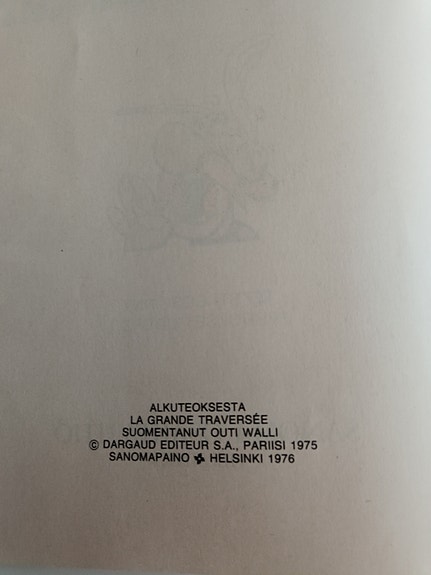 ALKUTEOKSESTA
LA GRANDE TRAVERSÉE
SUOMENTANUT OUTI WALLI
© DARGAUD EDITEUR S.A., PARIISI 1975
SANOMAPAINO HELSINKI 1976